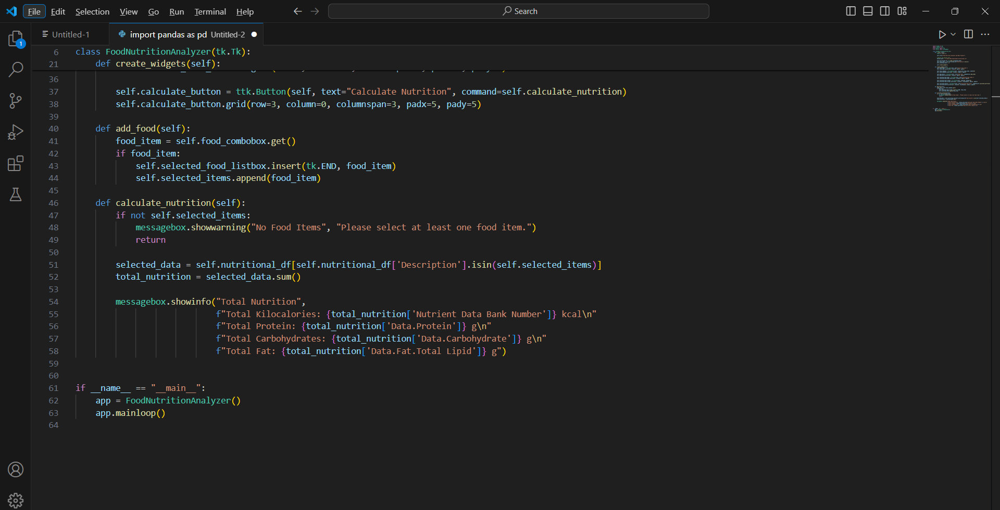 File Edit Selection View Go Run Terminal Help Search
1
Untitled-1 import pandas as pd Untitled-2
6 class FoodNutritionAnalyzer(tk.Tk):
21 def create_widgets(self):
36
37 self.calculate_button = ttk.Button(self, text="Calculate Nutrition", command=self.calculate_nutrition)
38 self.calculate_button.grid(row=3, column=0, columnspan=3, padx=5, pady=5)
39
40 def add_food(self):
41 food_item = self.food_combobox.get()
42 if food_item:
43 self.selected_food_listbox.insert(tk.END, food_item)
44 self.selected_items.append(food_item)
45
46 def calculate_nutrition(self):
47 if not self.selected_items:
48 messagebox.showwarning("No Food Items", "Please select at least one food item.")
49 return
50
51 selected_data = self.nutritional_df[self.nutritional_df['Description'].isin(self.selected_items)]
52 total_nutrition = selected_data.sum()
53
54 messagebox.showinfo("Total Nutrition",
55 f"Total Kilocalories: {total_nutrition['Nutrient Data Bank Number']} kcal\n"
56 f"Total Protein: {total_nutrition['Data.Protein']} g\n"
57 f"Total Carbohydrates: {total_nutrition['Data.Carbohydrate']} g\n"
58 f"Total Fat: {total_nutrition['Data.Fat.Total Lipid']} g")
59
60
61 if __name__ == "__main__":
62 app = FoodNutritionAnalyzer()
63 app.mainloop()
64